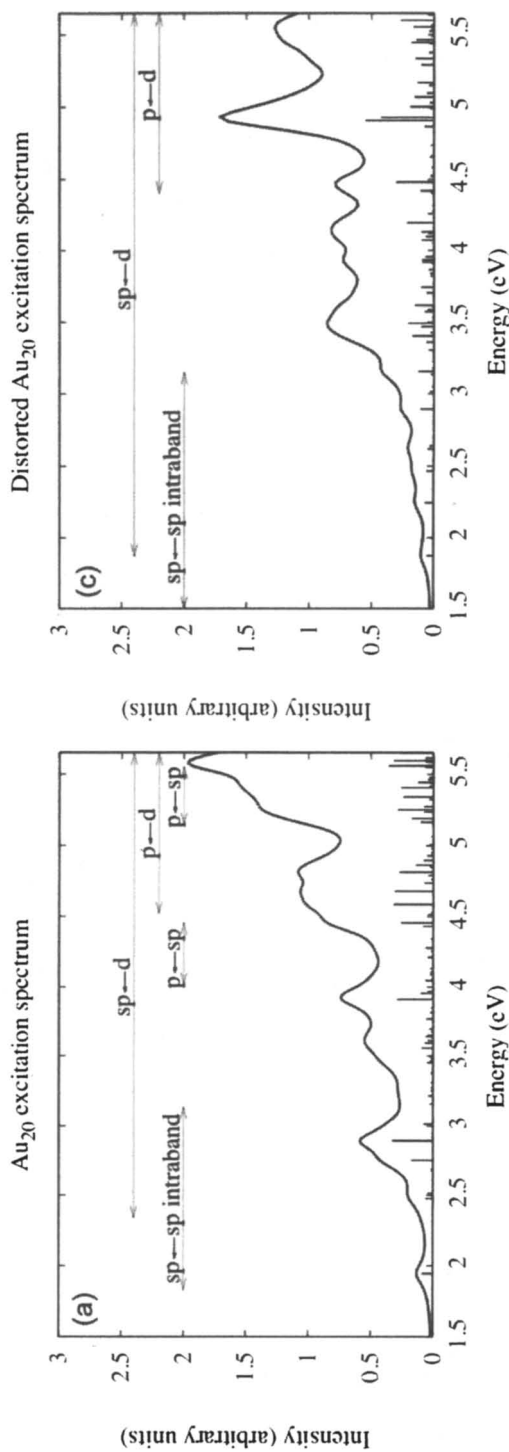 Au20 excitation spectrum
(a)
sp←d
p←d
sp←sp intraband
p←sp
p←sp
3
2.5
2
1.5
1
0.5
0
1.5
2
2.5
3
3.5
4
4.5
5
5.5
Energy (eV)
Intensity (arbitrary units)
Distorted Au20 excitation spectrum
(c)
sp←d
p←d
sp←sp intraband
3
2.5
2
1.5
1
0.5
0
1.5
2
2.5
3
3.5
4
4.5
5
5.5
Energy (eV)
Intensity (arbitrary units)